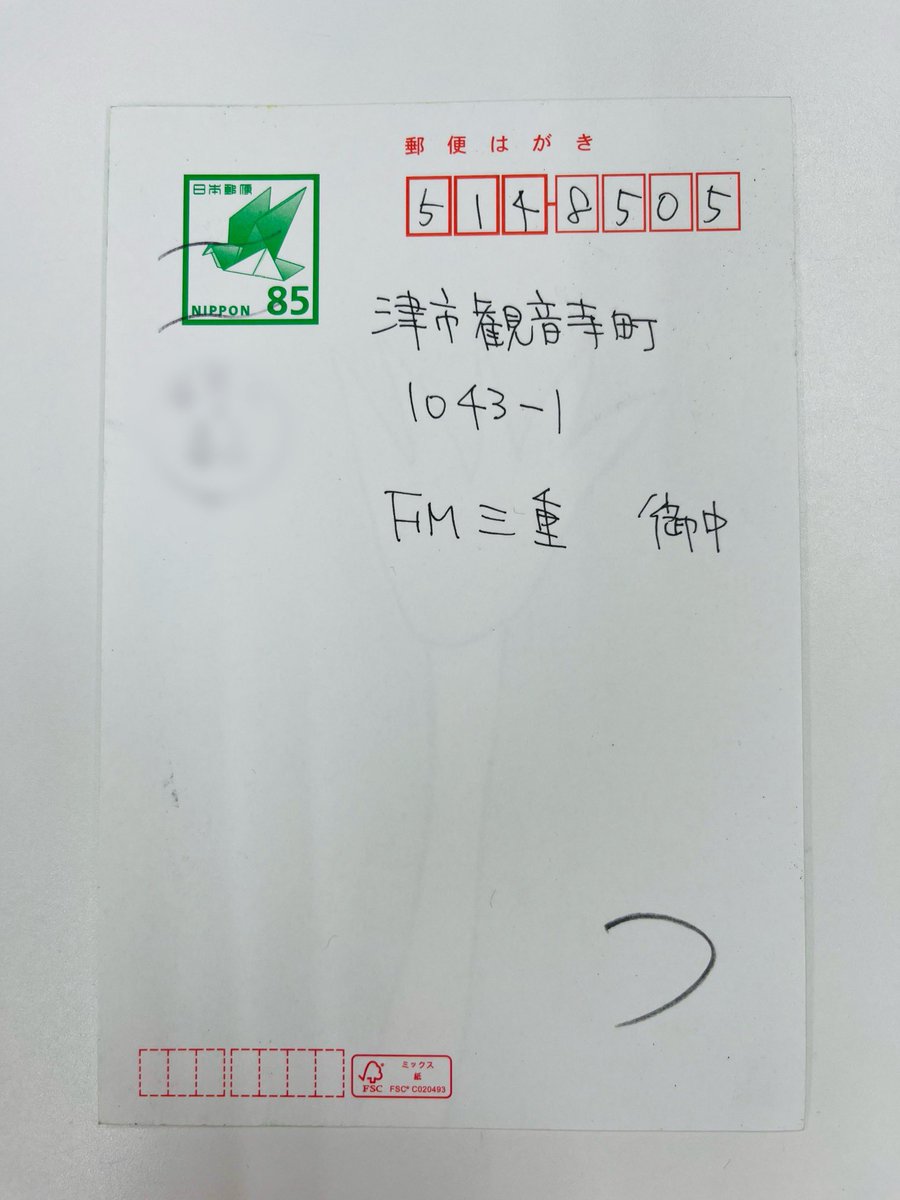 郵便はがき
日本郵便
NIPPON 85
514-8505
津市観音寺町
1043-1
FM三重 御中
つ
ミックス
紙
FSC
FSC® C020493